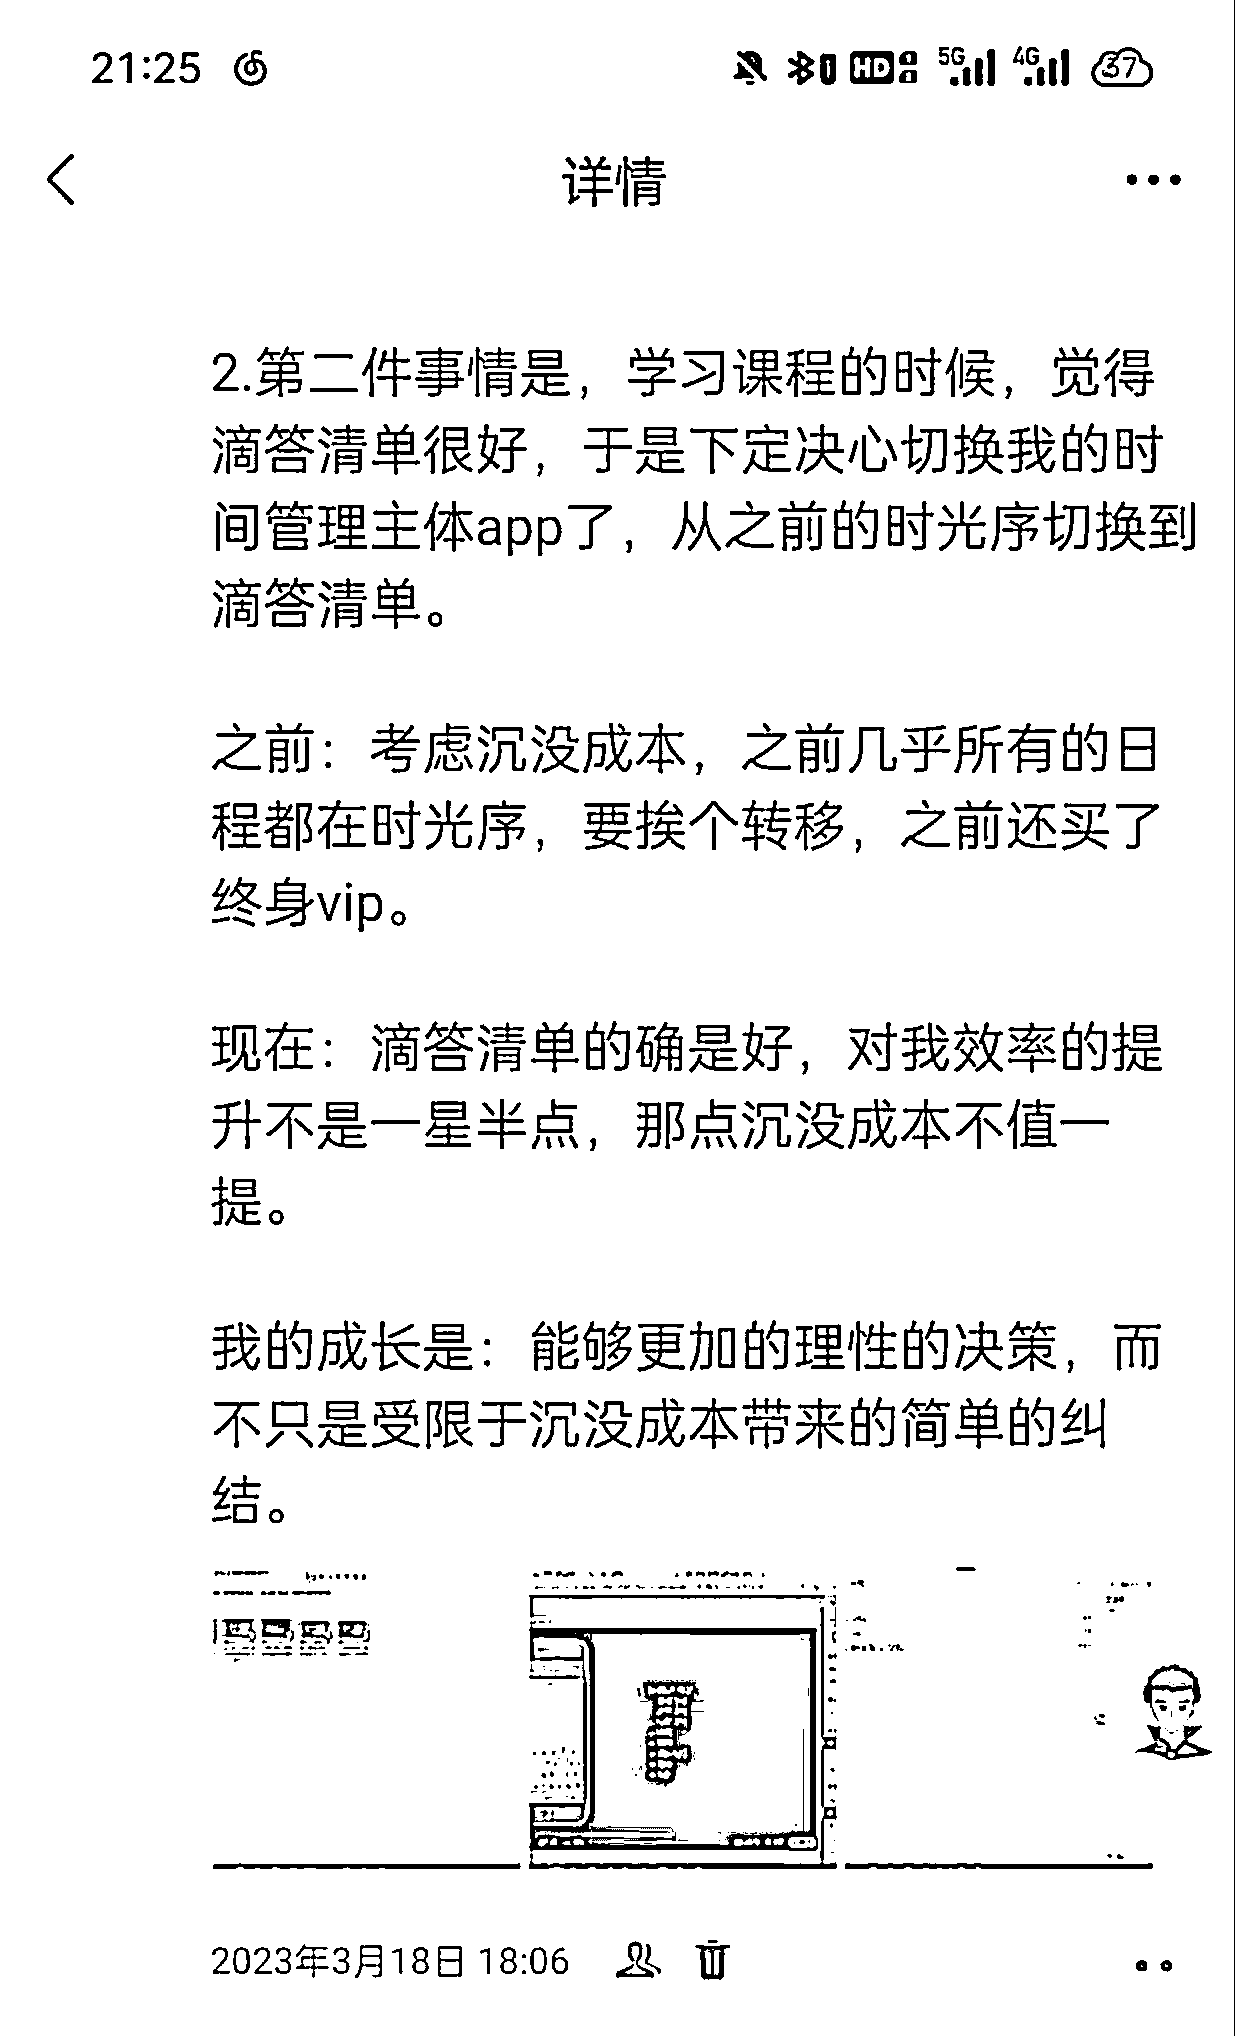 21:25 HD 5G 4G 37
详情
2.第二件事情是，学习课程的时候，觉得
滴答清单很好，于是下定决心切换我的时
间管理主体app了，从之前的时光序切换到
滴答清单。
之前：考虑沉没成本，之前几乎所有的日
程都在时光序，要挨个转移，之前还买了
终身vip。
现在：滴答清单的确是好，对我效率的提
升不是一星半点，那点沉没成本不值一
提。
我的成长是：能够更加的理性的决策，而
不只是受限于沉没成本带来的简单的纠
结。
2023年3月18日 18:06